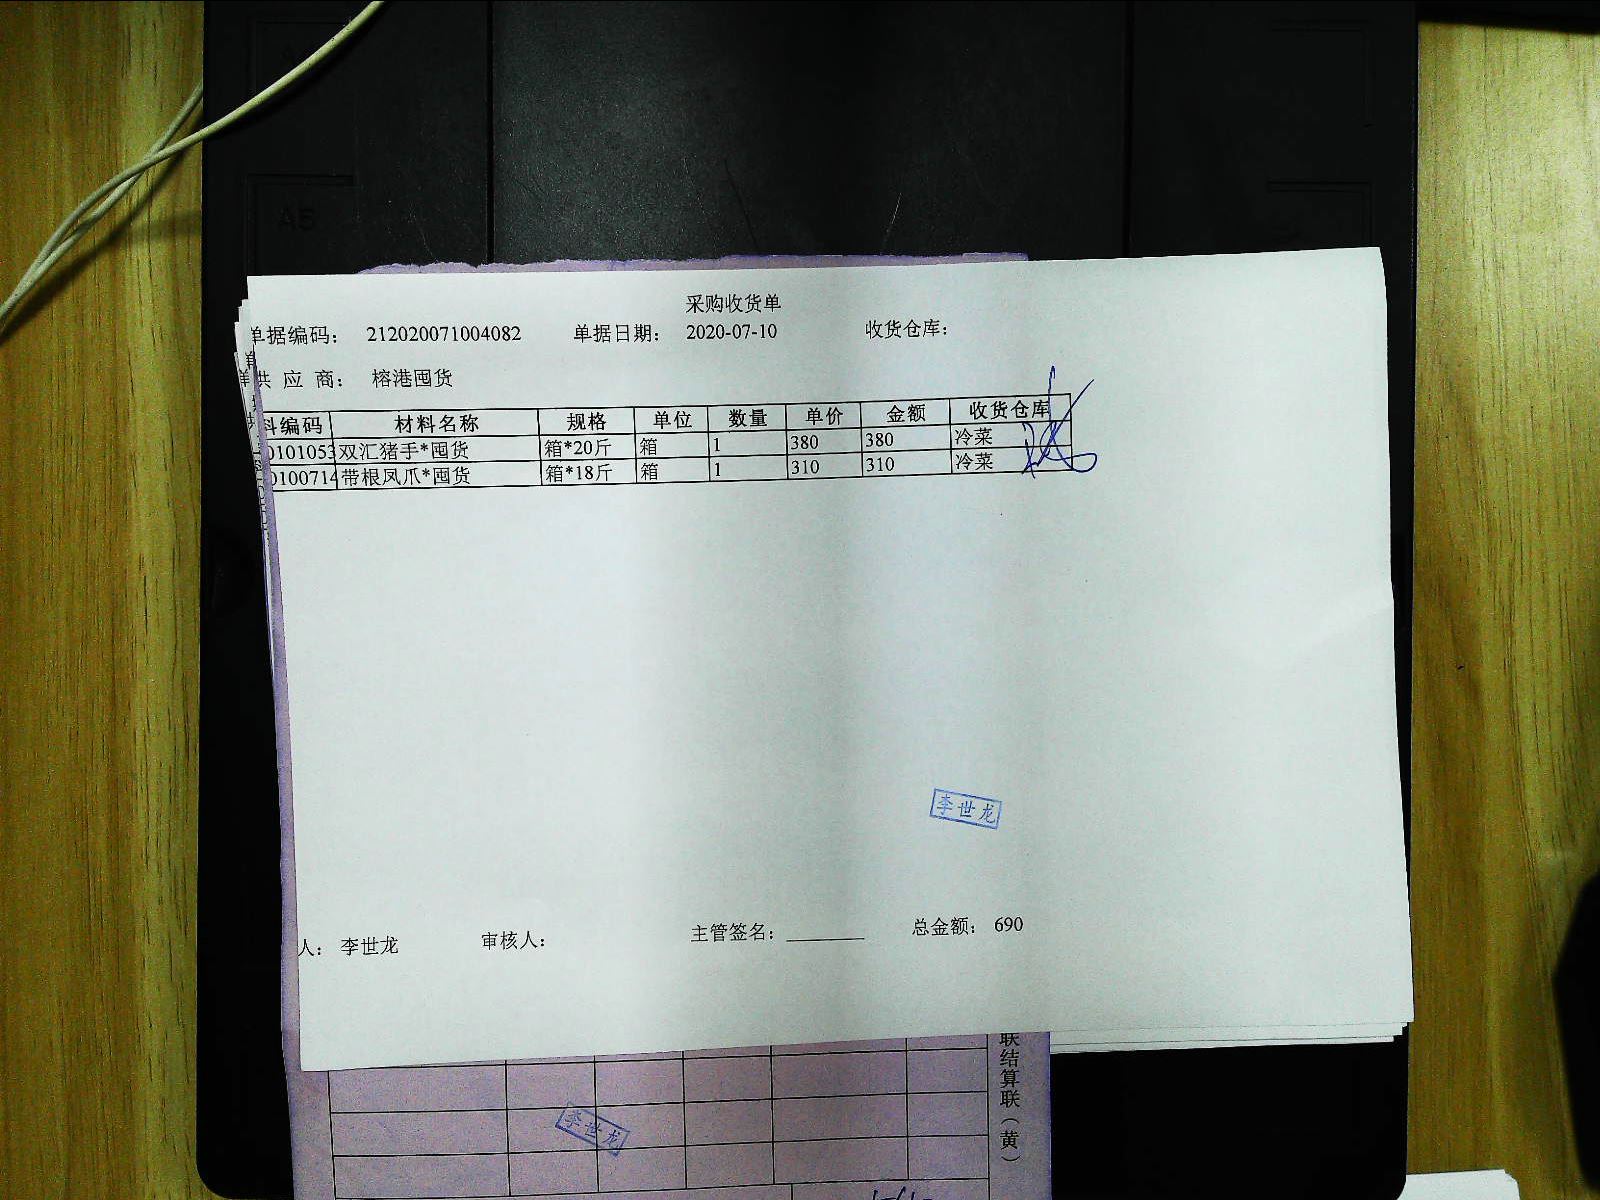 采购收货单
单据编码： 212020071004082 单据日期： 2020-07-10 收货仓库：
供 应 商： 榕港囤货
料编码 材料名称 规格 单位 数量 单价 金额 收货仓库
0101053 双汇猪手*囤货 箱*20斤 箱 1 380 380 冷菜
0100714 带根凤爪*囤货 箱*18斤 箱 1 310 310 冷菜
李世龙
人： 李世龙 审核人： 主管签名： ________ 总金额： 690
联结算联（黄）
李世龙
A5